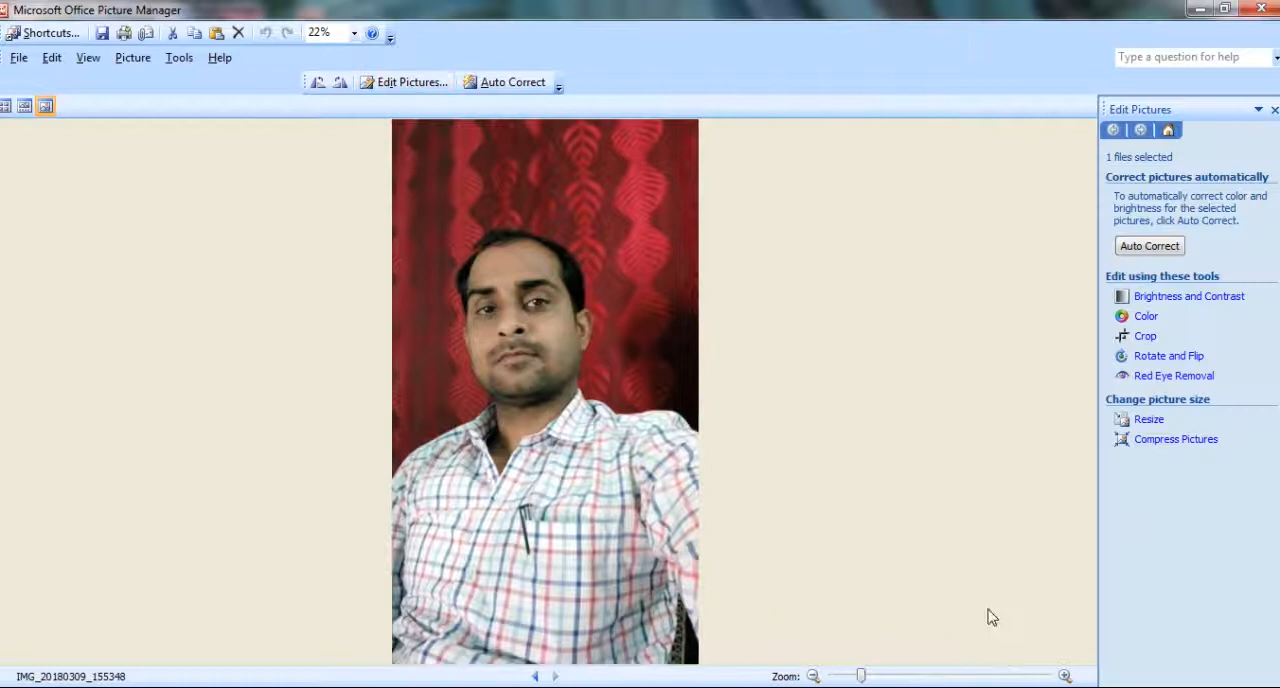 Microsoft Office Picture Manager
Shortcuts... 22%
File Edit View Picture Tools Help
Type a question for help
Edit Pictures... Auto Correct
Edit Pictures
1 files selected
Correct pictures automatically
To automatically correct color and
brightness for the selected
pictures, click Auto Correct.
Auto Correct
Edit using these tools
Brightness and Contrast
Color
Crop
Rotate and Flip
Red Eye Removal
Change picture size
Resize
Compress Pictures
IMG_20180309_155348
Zoom: